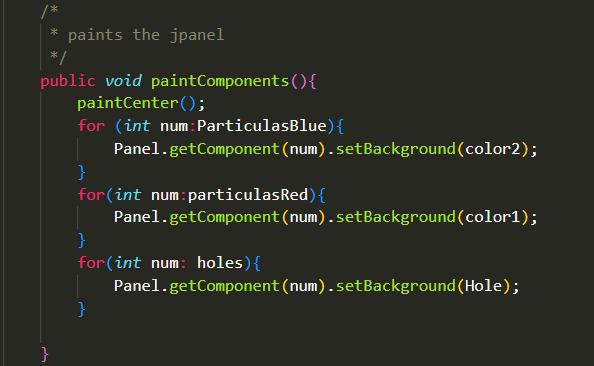 /*
 * paints the jpanel
 */
public void paintComponents(){
    paintCenter();
    for (int num:ParticulasBlue){
        Panel.getComponent(num).setBackground(color2);
    }
    for(int num:particulasRed){
        Panel.getComponent(num).setBackground(color1);
    }
    for(int num: holes){
        Panel.getComponent(num).setBackground(Hole);
    }

}